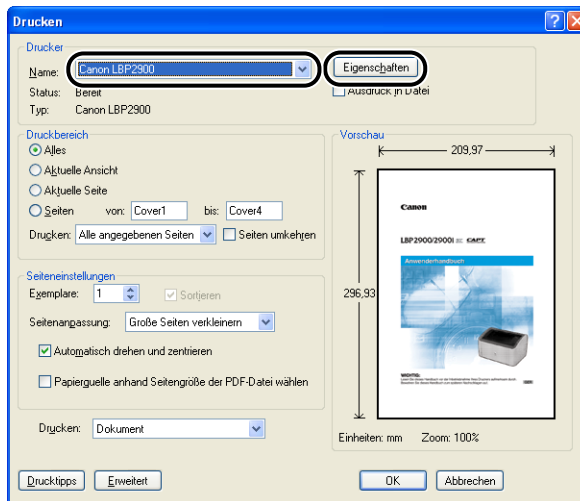 Drucken
Drucker
Name: Canon LBP2900 Eigenschaften
Status: Bereit Ausdruck in Datei
Typ: Canon LBP2900
Druckbereich
Alles
Aktuelle Ansicht
Aktuelle Seite
Seiten von: Cover1 bis: Cover4
Drucken: Alle angegebenen Seiten Seiten umkehren
Seiteneinstellungen
Exemplare: 1 Sortieren
Seitenanpassung: Große Seiten verkleinern
Automatisch drehen und zentrieren
Papierquelle anhand Seitengröße der PDF-Datei wählen
Drucken: Dokument
Vorschau
209,97
296,93
Canon
LBP2900/2900i CAPT
Anwenderhandbuch
WICHTIG:
Einheiten: mm Zoom: 100%
Drucktipps Erweitert OK Abbrechen